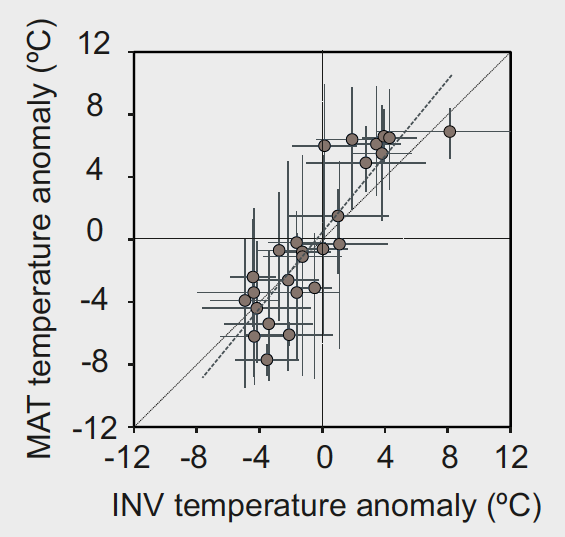 MAT temperature anomaly (ºC)
12
8
4
0
-4
-8
-12
-12 -8 -4 0 4 8 12
INV temperature anomaly (ºC)